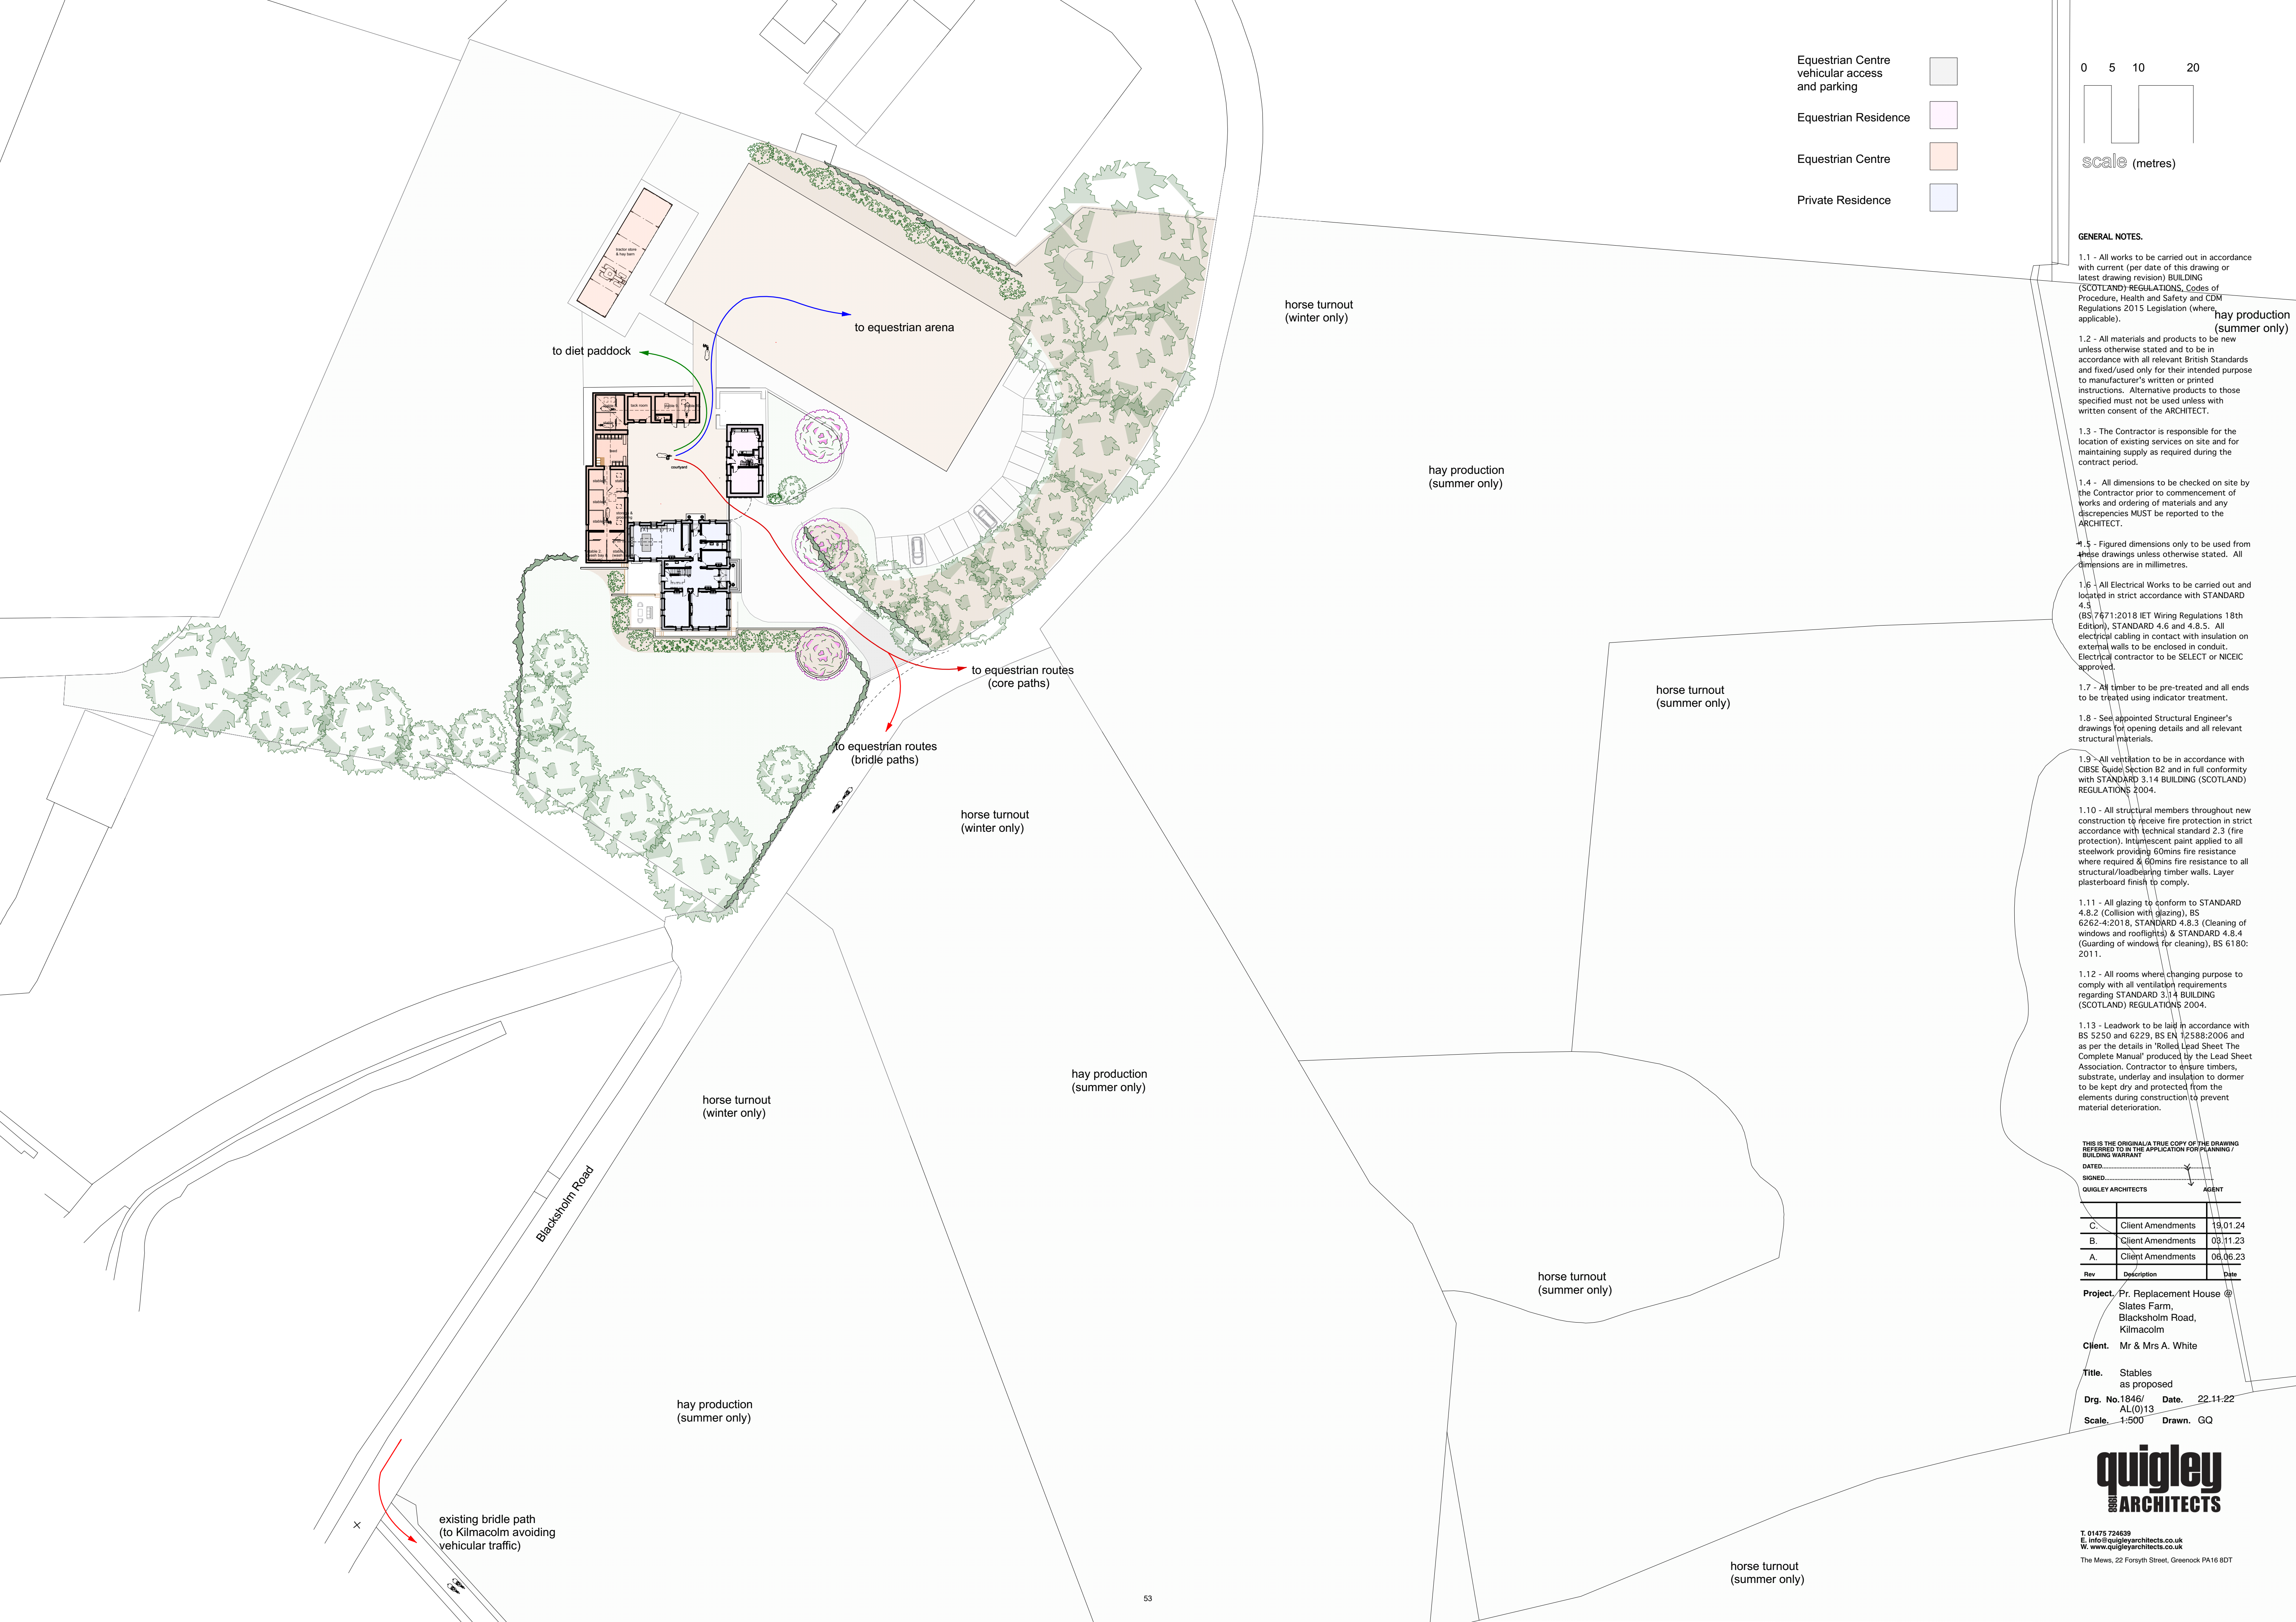 Equestrian Centre
vehicular access
and parking
Equestrian Residence
Equestrian Centre
Private Residence
0 5 10 20
scale (metres)
tractor store
& hay barn
to equestrian arena
to diet paddock
tack room
feed
courtyard
horse turnout
(winter only)
hay production
(summer only)
hay production
(summer only)
to equestrian routes
(core paths)
to equestrian routes
(bridle paths)
horse turnout
(summer only)
horse turnout
(winter only)
hay production
(summer only)
horse turnout
(winter only)
Blacksholm Road
horse turnout
(summer only)
hay production
(summer only)
existing bridle path
(to Kilmacolm avoiding
vehicular traffic)
horse turnout
(summer only)
53
GENERAL NOTES.
1.1 - All works to be carried out in accordance
with current (per date of this drawing or
latest drawing revision) BUILDING
(SCOTLAND) REGULATIONS, Codes of
Procedure, Health and Safety and CDM
Regulations 2015 Legislation (where
applicable).
1.2 - All materials and products to be new
unless otherwise stated and to be in
accordance with all relevant British Standards
and fixed/used only for their intended purpose
to manufacturer's written or printed
instructions. Alternative products to those
specified must not be used unless with
written consent of the ARCHITECT.
1.3 - The Contractor is responsible for the
location of existing services on site and for
maintaining supply as required during the
contract period.
1.4 - All dimensions to be checked on site by
the Contractor prior to commencement of
works and ordering of materials and any
discrepencies MUST be reported to the
ARCHITECT.
1.5 - Figured dimensions only to be used from
these drawings unless otherwise stated. All
dimensions are in millimetres.
1.6 - All Electrical Works to be carried out and
located in strict accordance with STANDARD
4.5
(BS 7671:2018 IET Wiring Regulations 18th
Edition), STANDARD 4.6 and 4.8.5. All
electrical cabling in contact with insulation on
external walls to be enclosed in conduit.
Electrical contractor to be SELECT or NICEIC
approved.
1.7 - All timber to be pre-treated and all ends
to be treated using indicator treatment.
1.8 - See appointed Structural Engineer's
drawings for opening details and all relevant
structural materials.
1.9 - All ventilation to be in accordance with
CIBSE Guide Section B2 and in full conformity
with STANDARD 3.14 BUILDING (SCOTLAND)
REGULATIONS 2004.
1.10 - All structural members throughout new
construction to receive fire protection in strict
accordance with technical standard 2.3 (fire
protection). Intumescent paint applied to all
steelwork providing 60mins fire resistance
where required & 60mins fire resistance to all
structural/loadbearing timber walls. Layer
plasterboard finish to comply.
1.11 - All glazing to conform to STANDARD
4.8.2 (Collision with glazing), BS
6262-4:2018, STANDARD 4.8.3 (Cleaning of
windows and rooflights) & STANDARD 4.8.4
(Guarding of windows for cleaning), BS 6180:
2011.
1.12 - All rooms where changing purpose to
comply with all ventilation requirements
regarding STANDARD 3.14 BUILDING
(SCOTLAND) REGULATIONS 2004.
1.13 - Leadwork to be laid in accordance with
BS 5250 and 6229, BS EN 12588:2006 and
as per the details in 'Rolled Lead Sheet The
Complete Manual' produced by the Lead Sheet
Association. Contractor to ensure timbers,
substrate, underlay and insulation to dormer
to be kept dry and protected from the
elements during construction to prevent
material deterioration.
THIS IS THE ORIGINAL/A TRUE COPY OF THE DRAWING
REFERRED TO IN THE APPLICATION FOR PLANNING /
BUILDING WARRANT
DATED
SIGNED
QUIGLEY ARCHITECTS AGENT
C. Client Amendments 19.01.24
B. Client Amendments 03.11.23
A. Client Amendments 06.06.23
Rev Description Date
Project. Pr. Replacement House @
Slates Farm,
Blacksholm Road,
Kilmacolm
Client. Mr & Mrs A. White
Title. Stables
as proposed
Drg. No. 1846/ Date. 22.11.22
AL(0)13
Scale. 1:500 Drawn. GQ
quigley
1968 ARCHITECTS
T. 01475 724639
E. info@quigleyarchitects.co.uk
W. www.quigleyarchitects.co.uk
The Mews, 22 Forsyth Street, Greenock PA16 8DT